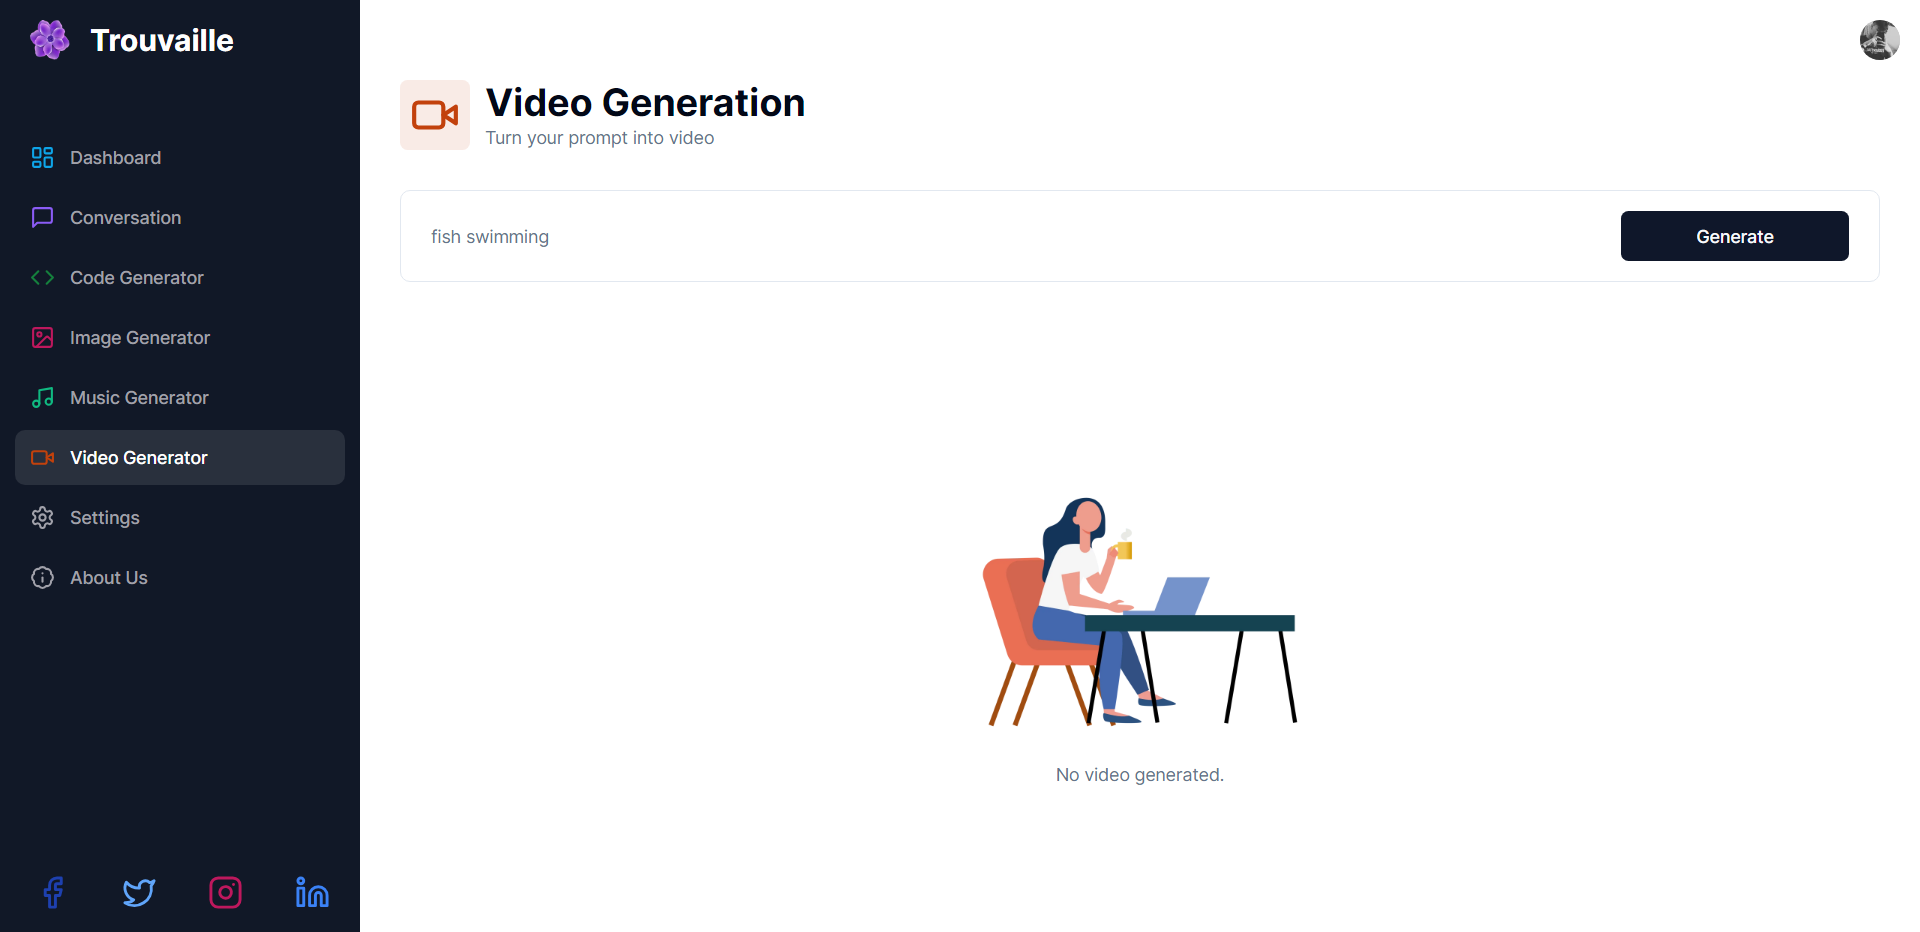 Trouvaille
Dashboard
Conversation
Code Generator
Image Generator
Music Generator
Video Generator
Settings
About Us
Video Generation
Turn your prompt into video
fish swimming
Generate
No video generated.